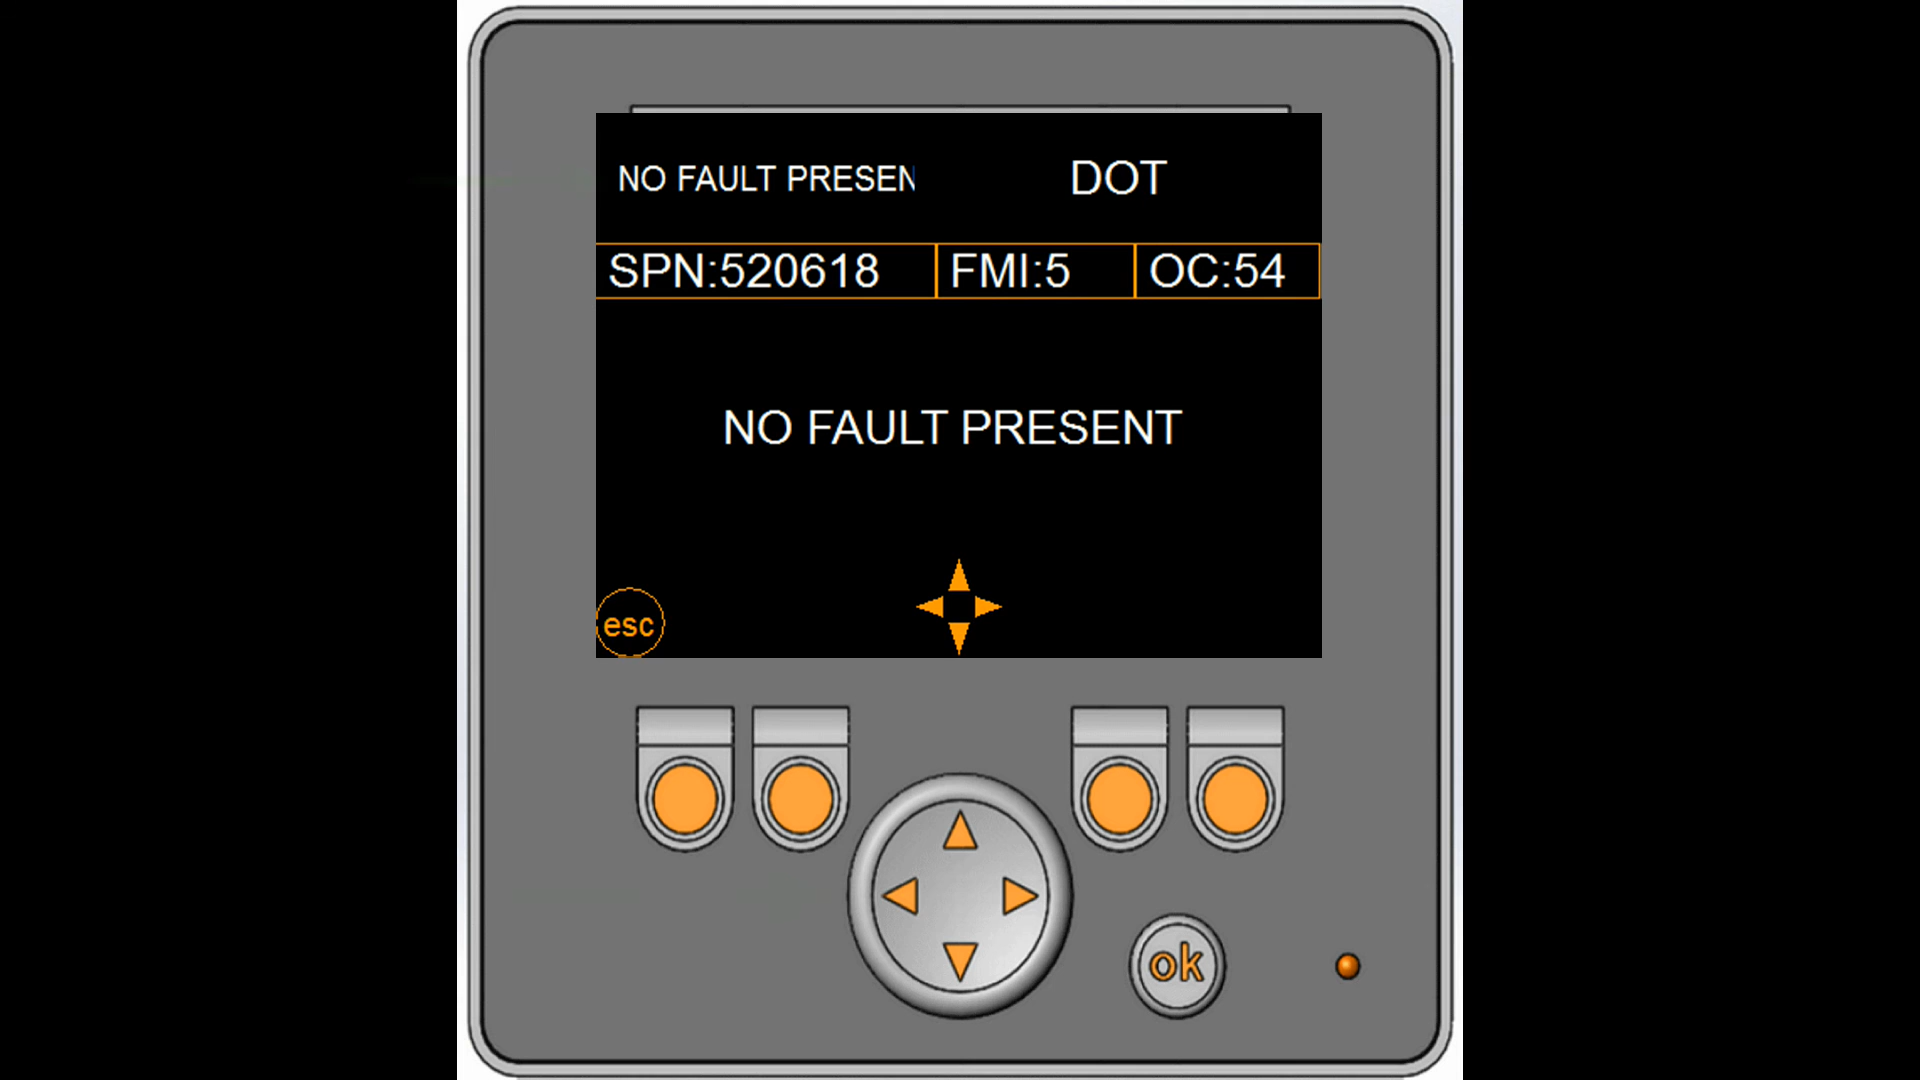 NO FAULT PRESEN DOT
SPN:520618 FMI:5 OC:54
NO FAULT PRESENT
esc
ok